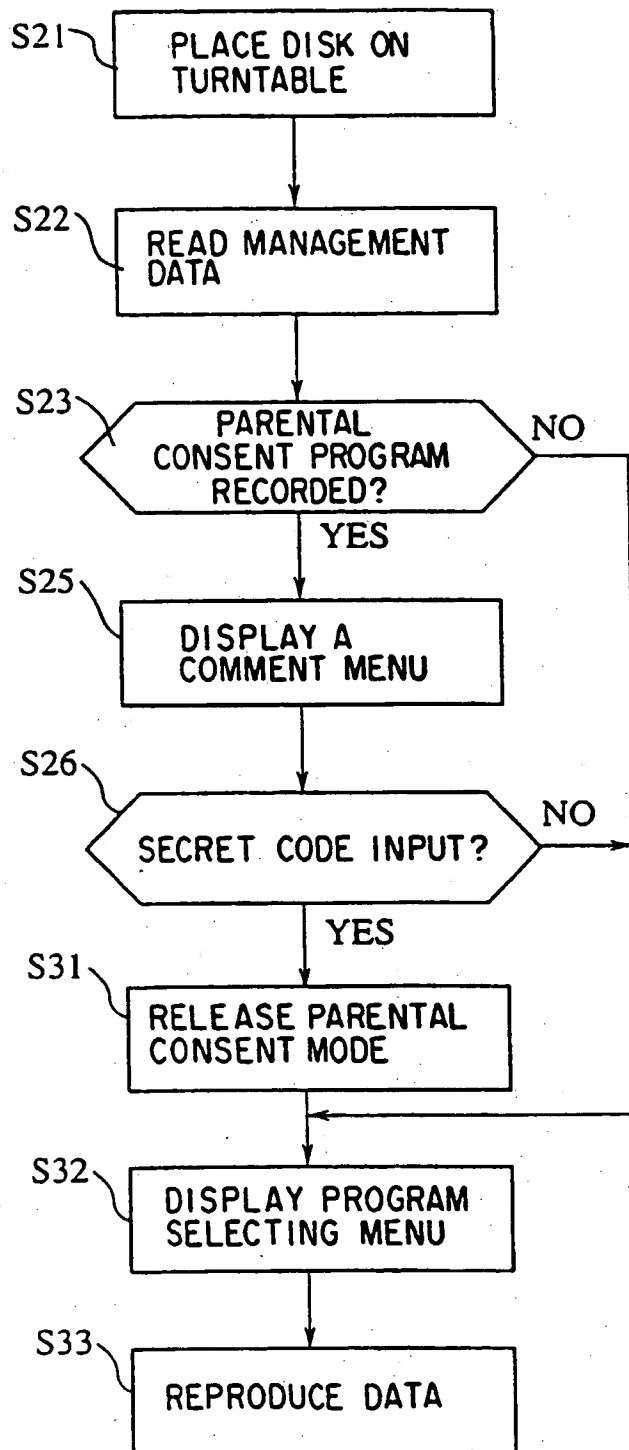 S21
PLACE DISK ON
TURNTABLE
S22
READ MANAGEMENT
DATA
S23
PARENTAL
CONSENT PROGRAM
RECORDED?
NO
YES
S25
DISPLAY A
COMMENT MENU
S26
SECRET CODE INPUT?
NO
YES
S31
RELEASE PARENTAL
CONSENT MODE
S32
DISPLAY PROGRAM
SELECTING MENU
S33
REPRODUCE DATA